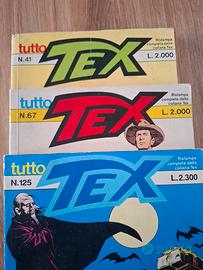 tutto
TEX
Ristampa
completa della
collana Tex
N.41
L. 2.000
tutto
TEX
Ristampa
completa della
collana Tex
N.67
L. 2.000
tutto
TEX
Ristampa
completa della
collana Tex
N.125
L.2.300
subito